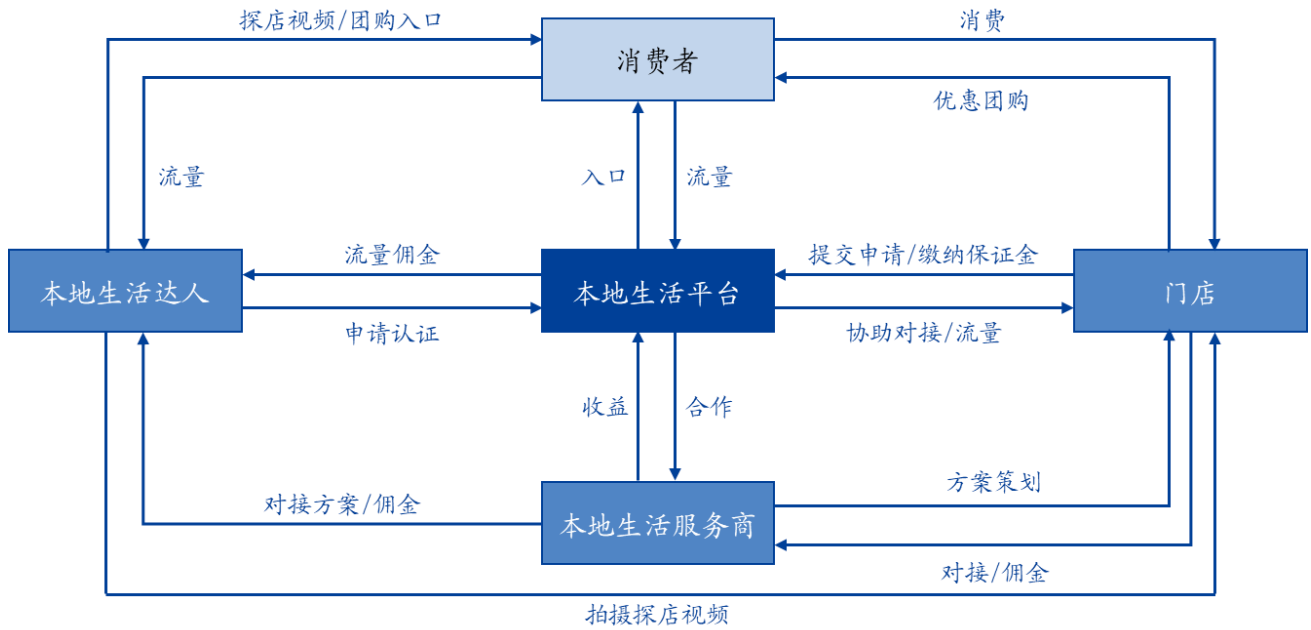 探店视频/团购入口
消费
消费者
优惠团购
流量
入口
流量
流量佣金
提交申请/缴纳保证金
本地生活达人
本地生活平台
门店
申请认证
协助对接/流量
收益
合作
方案策划
对接方案/佣金
本地生活服务商
对接/佣金
拍摄探店视频